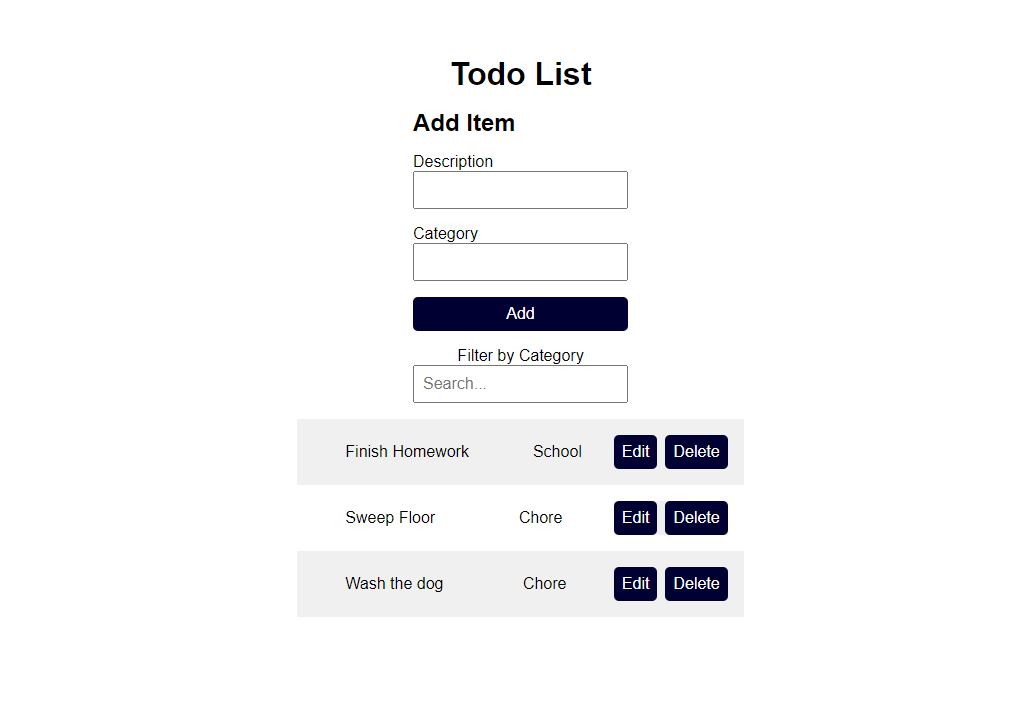 Todo List
Add Item
Description
Category
Add
Filter by Category
Search...
Finish Homework School Edit Delete
Sweep Floor Chore Edit Delete
Wash the dog Chore Edit Delete